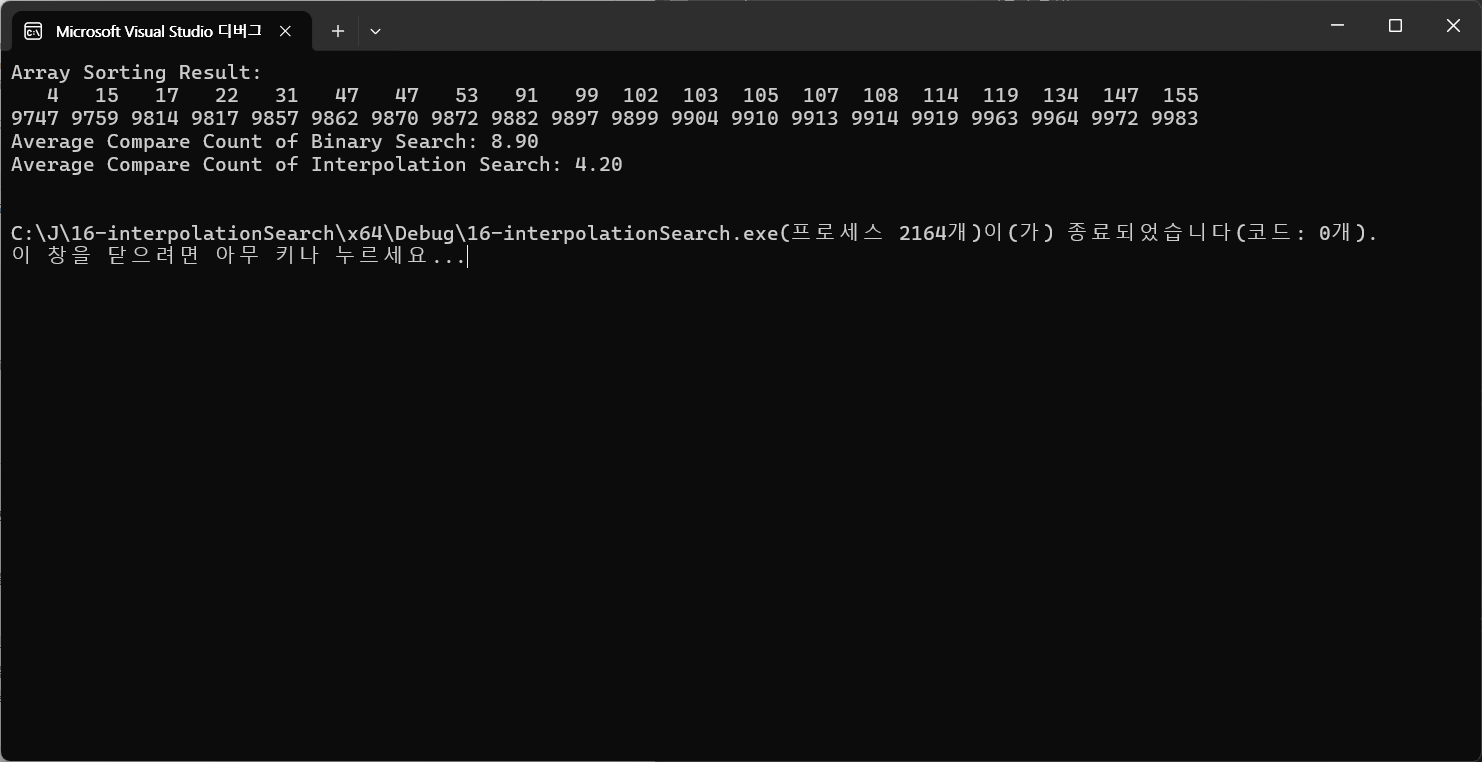 Microsoft Visual Studio 디버그
Array Sorting Result:
4 15 17 22 31 47 47 53 91 99 102 103 105 107 108 114 119 134 147 155
9747 9759 9814 9817 9857 9862 9870 9872 9882 9897 9899 9904 9910 9913 9914 9919 9963 9964 9972 9983
Average Compare Count of Binary Search: 8.90
Average Compare Count of Interpolation Search: 4.20
C:\J\16-interpolationSearch\x64\Debug\16-interpolationSearch.exe(프로세스 2164개)이(가) 종료되었습니다(코드: 0개).
이 창을 닫으려면 아무 키나 누르세요...